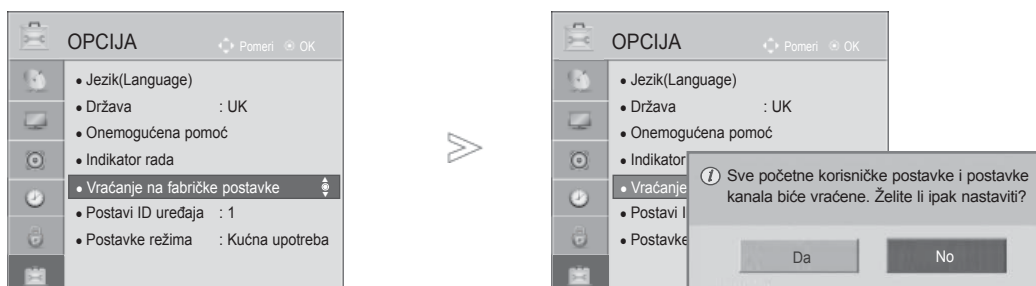 OPCIJA Pomeri OK
• Jezik(Language)
• Država : UK
• Onemogućena pomoć
• Indikator rada
• Vraćanje na fabričke postavke
• Postavi ID uređaja : 1
• Postavke režima : Kućna upotreba
OPCIJA Pomeri OK
• Jezik(Language)
• Država : UK
• Onemogućena pomoć
• Indikator
• Vraćanje
• Postavi I
• Postavke
Sve početne korisničke postavke i postavke
kanala biće vraćene. Želite li ipak nastaviti?
Da No